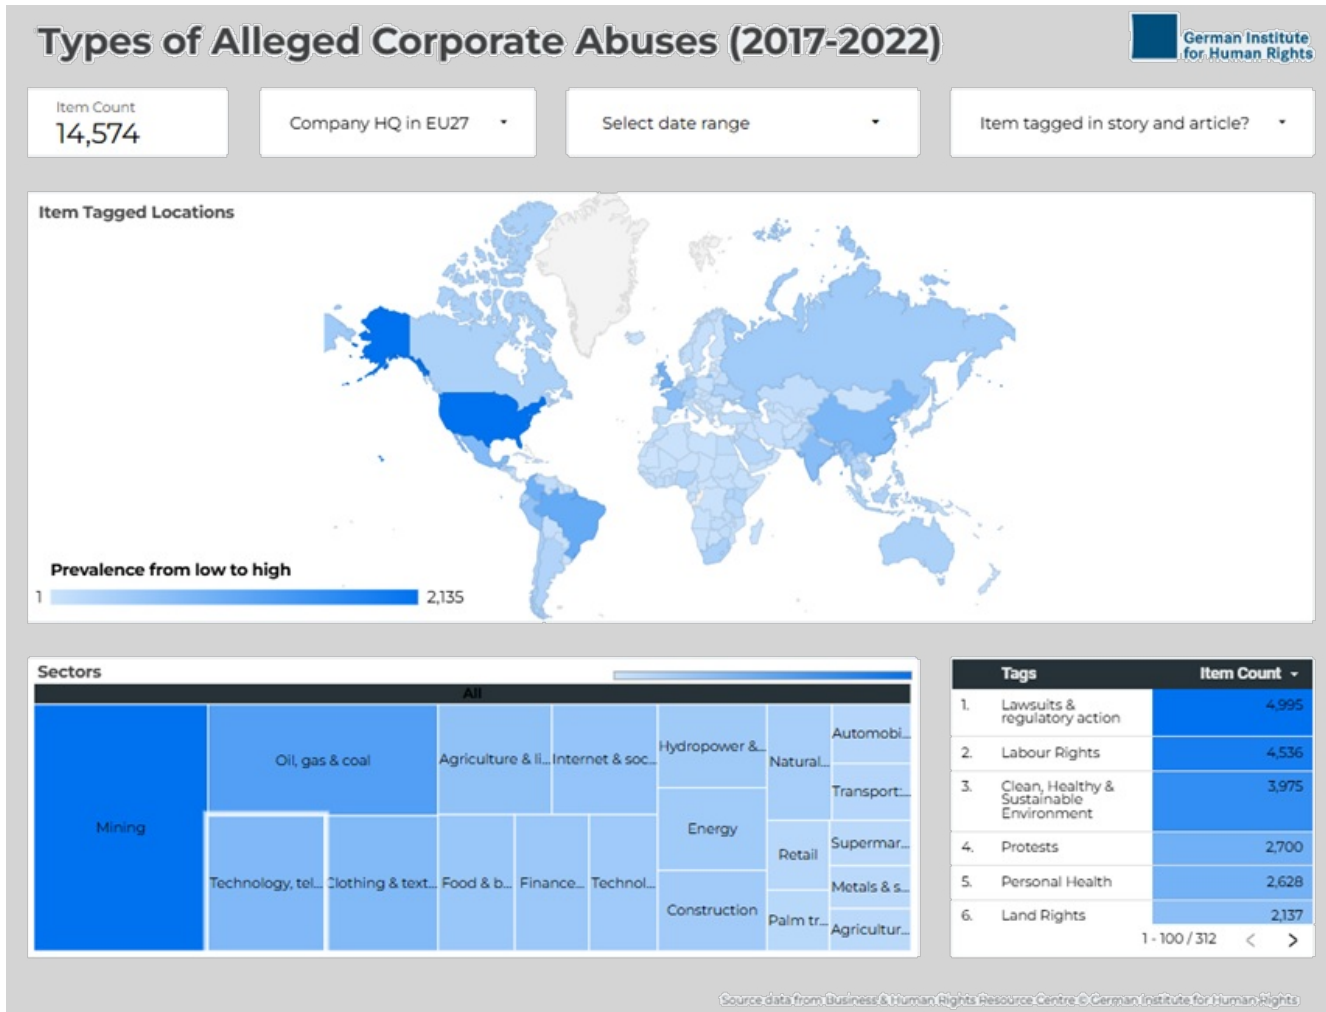 Types of Alleged Corporate Abuses (2017-2022)
German Institute
for Human Rights
Item Count
14,574
Company HQ in EU27
Select date range
Item tagged in story and article?
Item Tagged Locations
Prevalence from low to high
1
2,135
Sectors
All
Mining
Oil, gas & coal
Technology, tel...
Clothing & text...
Agriculture & li...
Internet & soc...
Food & b...
Finance...
Technol...
Hydropower &...
Energy
Construction
Natural...
Retail
Palm tr...
Automobi...
Transport:...
Supermar...
Metals & s...
Agricultur...
Tags Item Count
1. Lawsuits & 4,995
regulatory action
2. Labour Rights 4,536
3. Clean, Healthy & 3,975
Sustainable
Environment
4. Protests 2,700
5. Personal Health 2,628
6. Land Rights 2,137
1 - 100 / 312 < >
Source data from Business & Human Rights Resource Centre © German Institute for Human Rights